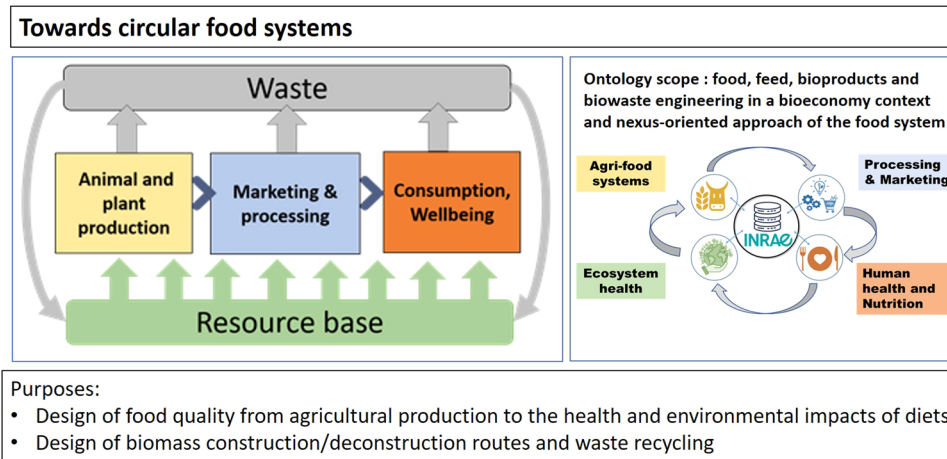 Towards circular food systems
Waste
Animal and
plant
production
Marketing &
processing
Consumption,
Wellbeing
Resource base
Ontology scope : food, feed, bioproducts and
biowaste engineering in a bioeconomy context
and nexus-oriented approach of the food system
Agri-food
systems
Processing
& Marketing
INRAE
Ecosystem
health
Human
health and
Nutrition
Purposes:
• Design of food quality from agricultural production to the health and environmental impacts of diets
• Design of biomass construction/deconstruction routes and waste recycling